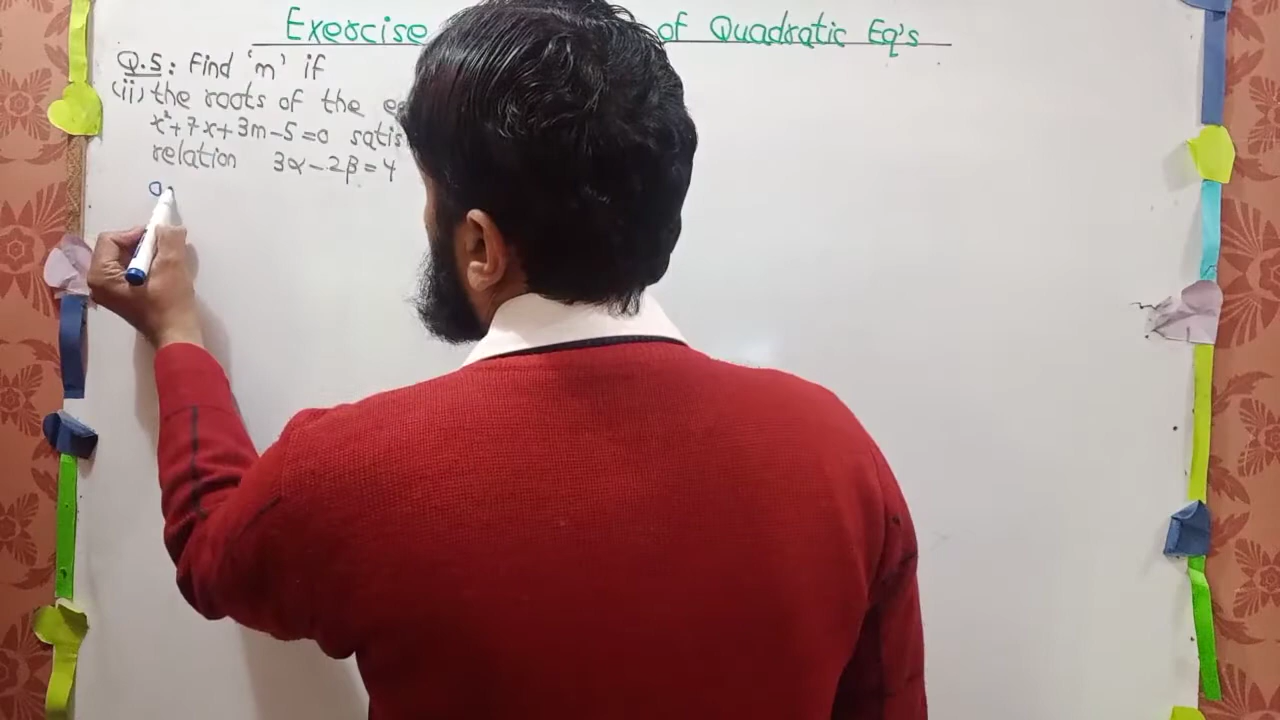 Exercise of Quadratic Eq's
Q.5: Find 'm' if
(ii) the roots of the
x²+7x+3m-5=0 satis
relation 3α-2β=4
a